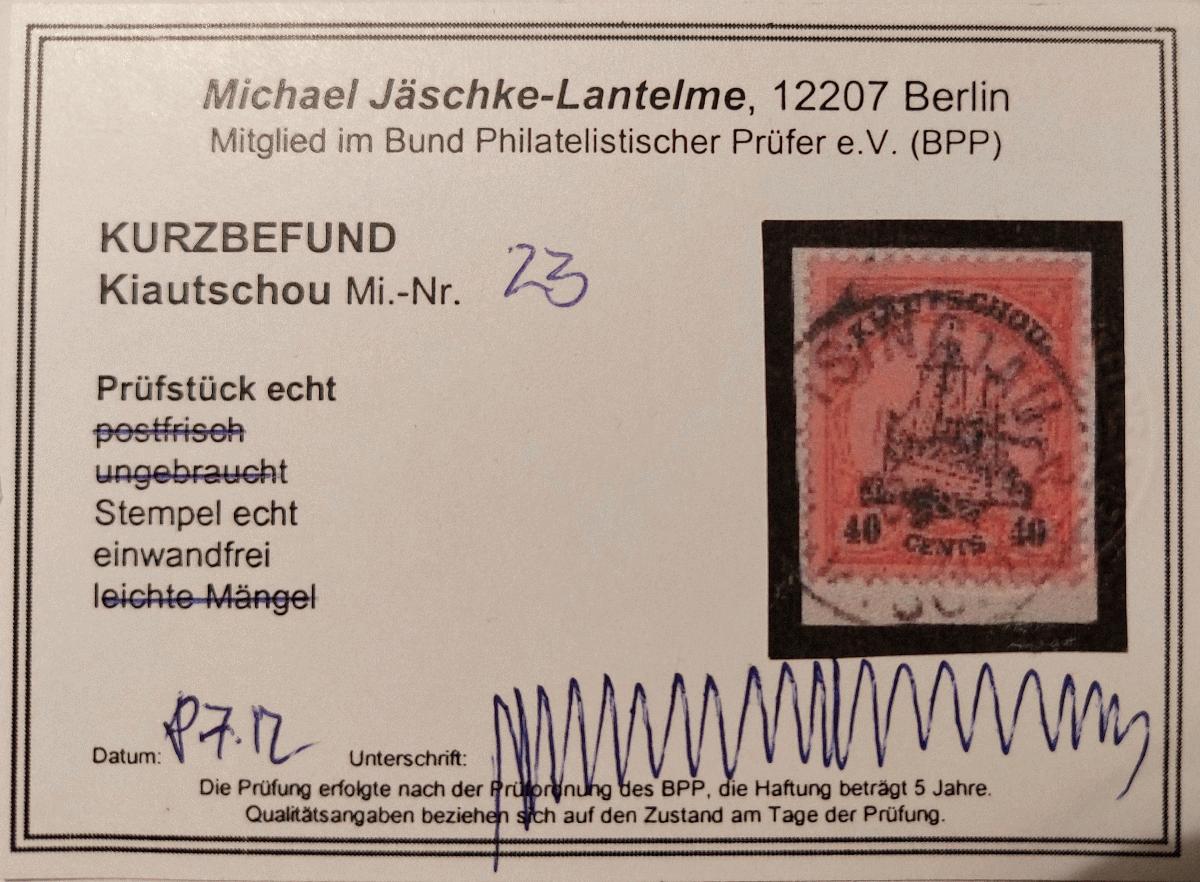 Michael Jäschke-Lantelme, 12207 Berlin
Mitglied im Bund Philatelistischer Prüfer e.V. (BPP)
KURZBEFUND
Kiautschou Mi.-Nr. 23
Prüfstück echt
postfrisch
ungebraucht
Stempel echt
einwandfrei
leichte Mängel
KIAUTSCHOU
TSINGTAU
40 CENTS 40
Datum:
Unterschrift:
Die Prüfung erfolgte nach der Prüfordnung des BPP, die Haftung beträgt 5 Jahre.
Qualitätsangaben beziehen sich auf den Zustand am Tage der Prüfung.